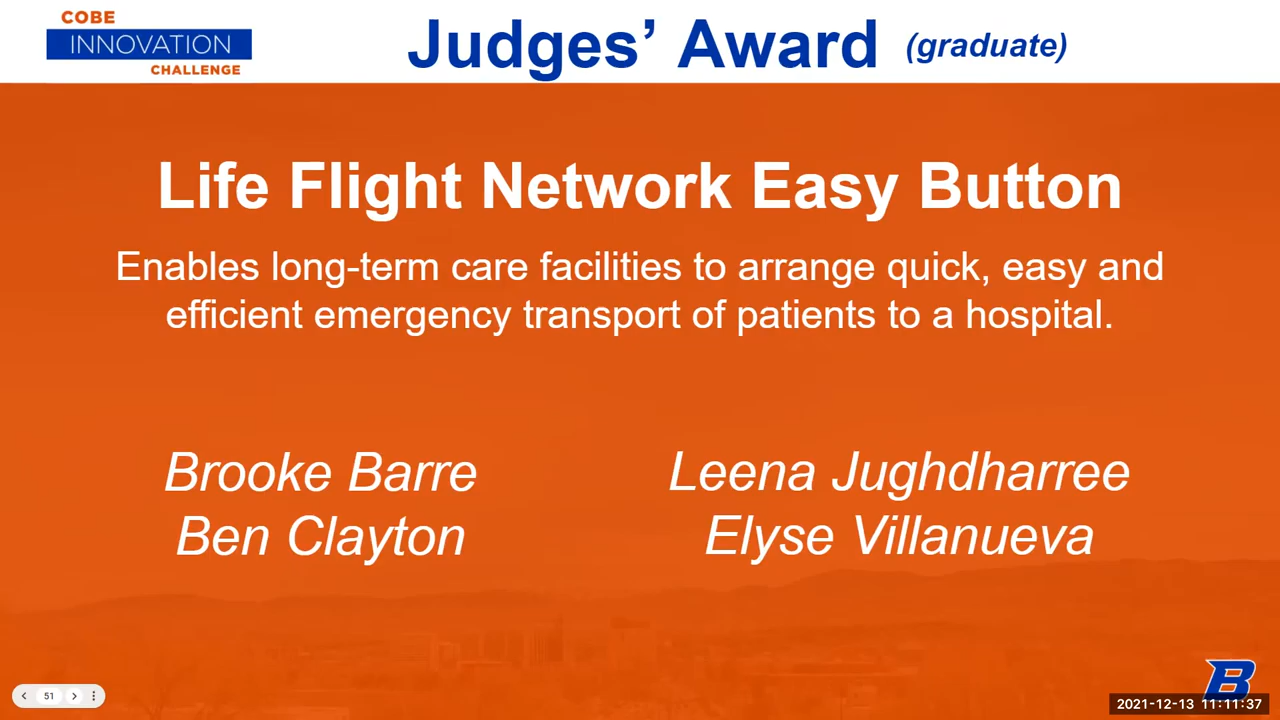 COBE
INNOVATION
CHALLENGE
Judges’ Award (graduate)
Life Flight Network Easy Button
Enables long-term care facilities to arrange quick, easy and
efficient emergency transport of patients to a hospital.
Brooke Barre
Ben Clayton
Leena Jughdharree
Elyse Villanueva
51
B
2021-12-13 11:11:37